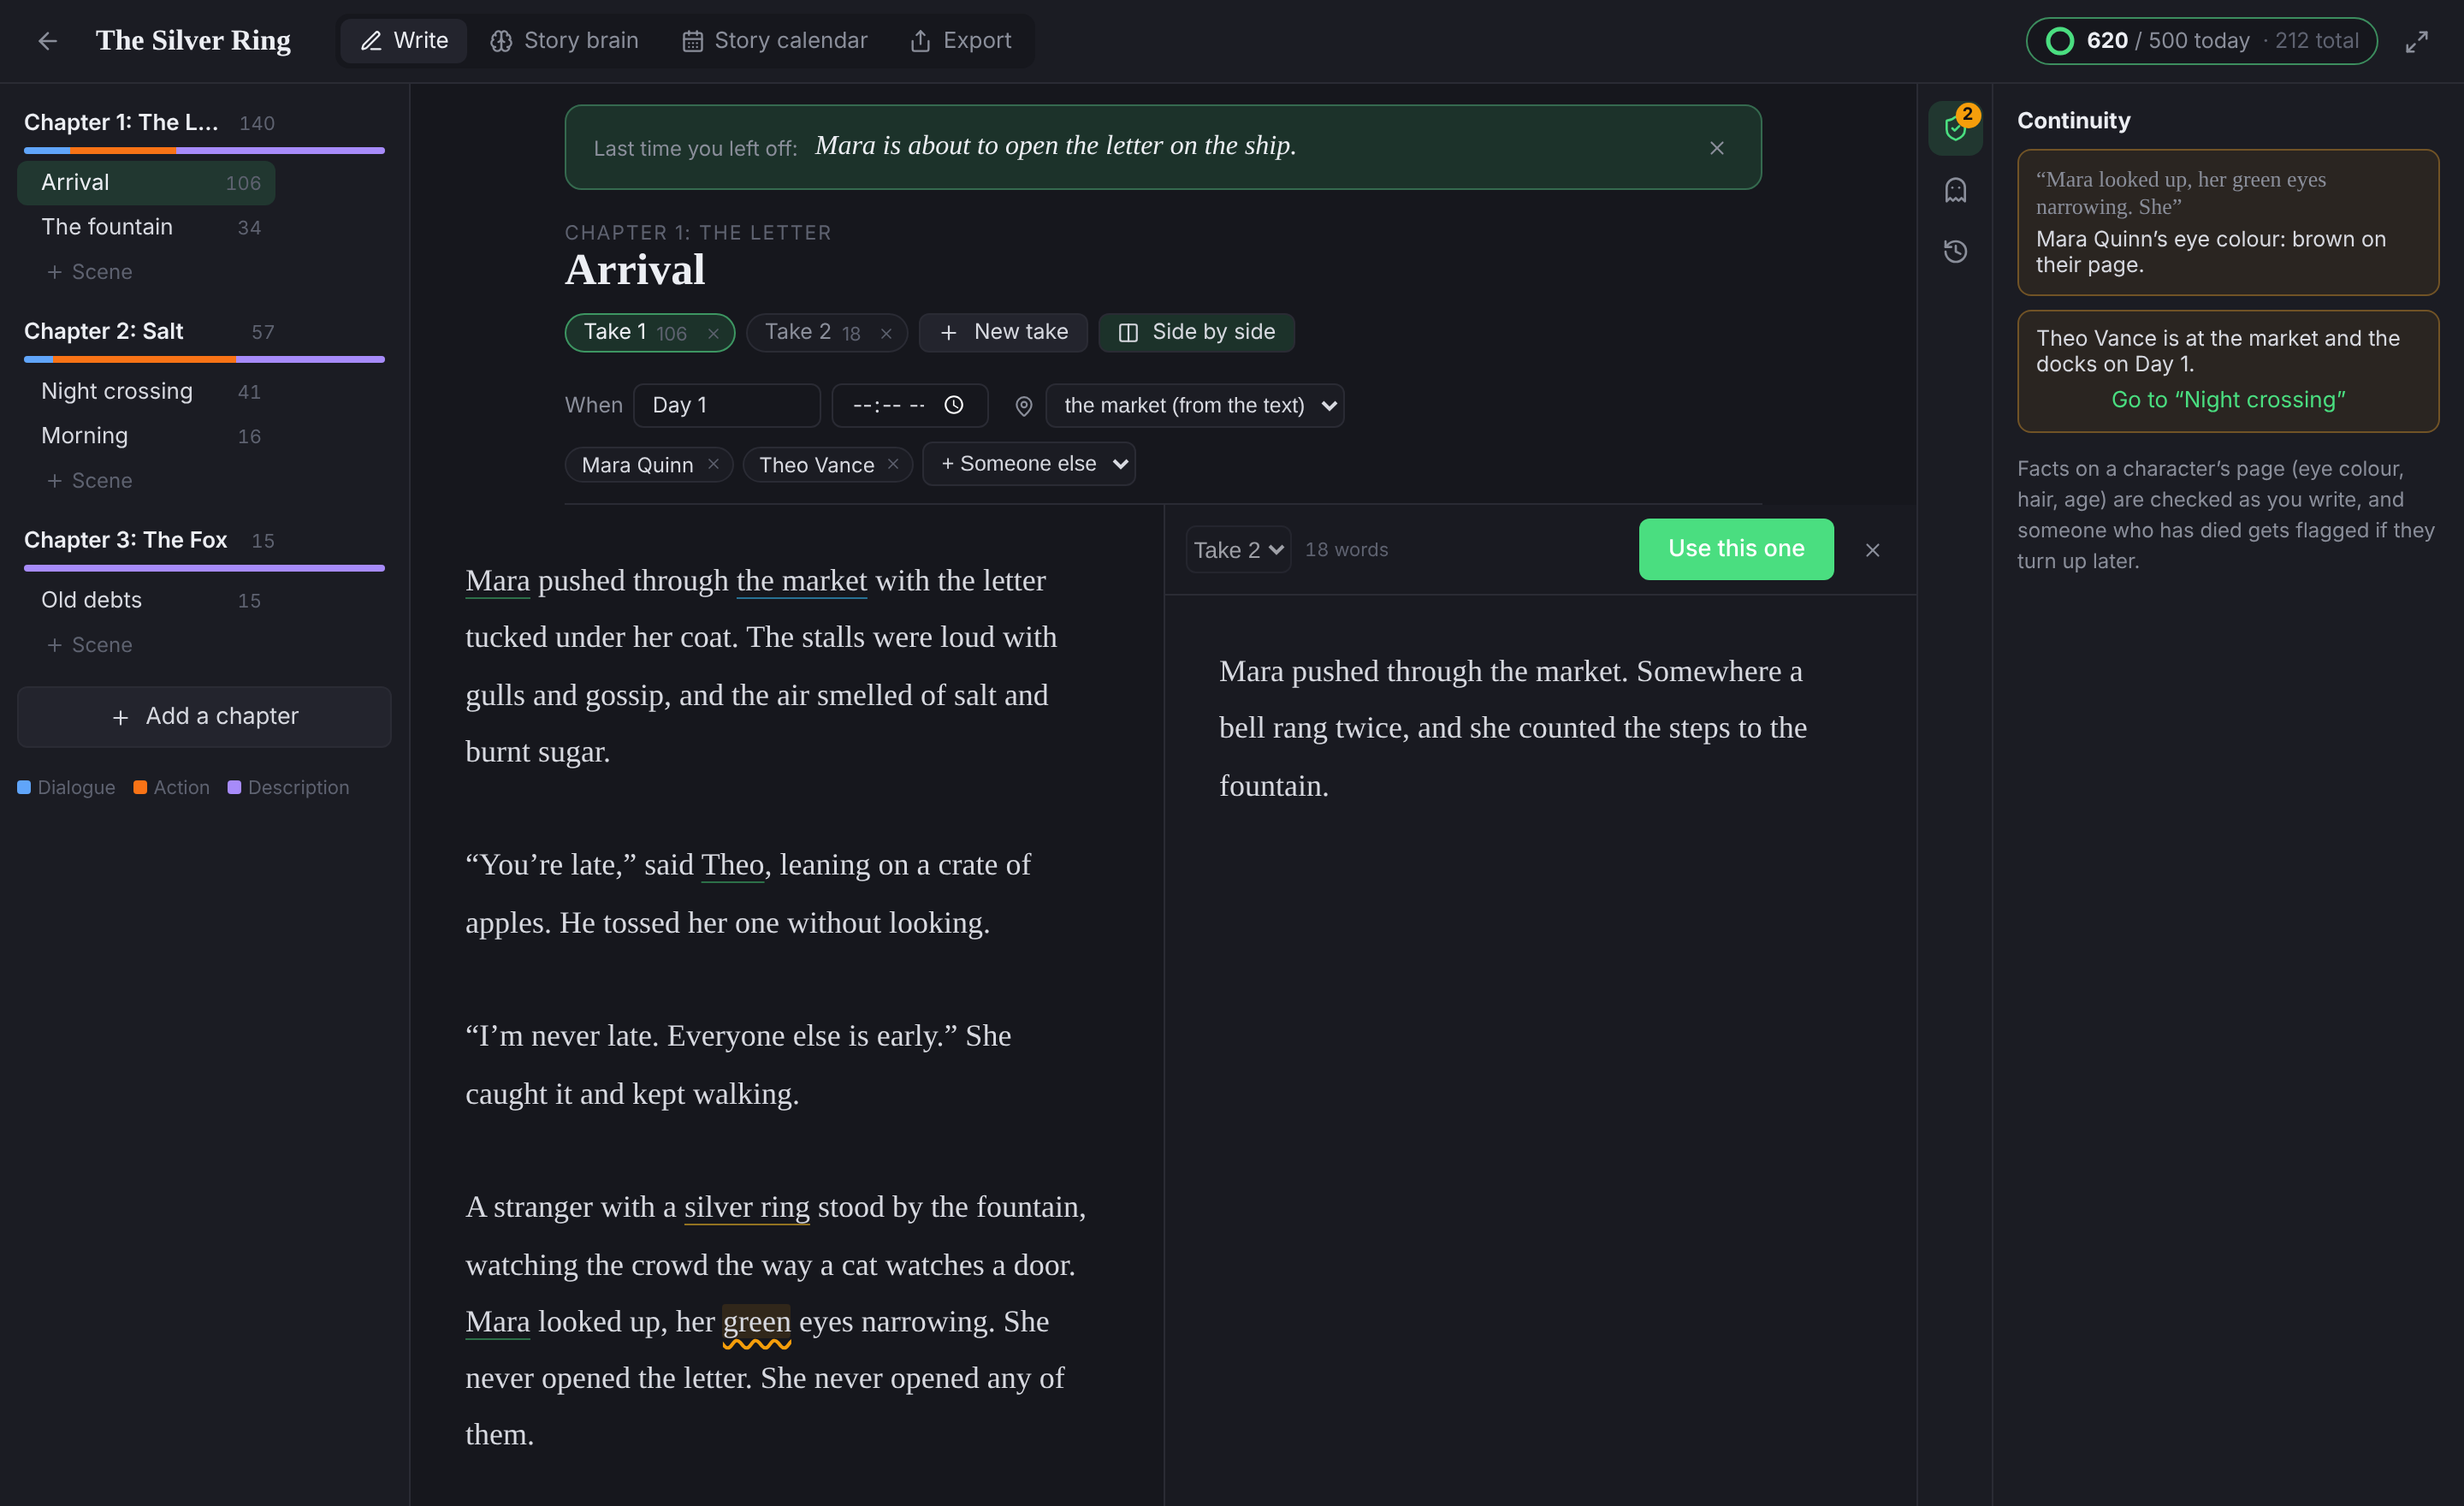 The Silver Ring
Write
Story brain
Story calendar
Export
620 / 500 today · 212 total
Chapter 1: The L... 140
Arrival 106
The fountain 34
+ Scene
Chapter 2: Salt 57
Night crossing 41
Morning 16
+ Scene
Chapter 3: The Fox 15
Old debts 15
+ Scene
+ Add a chapter
Dialogue Action Description
Last time you left off: Mara is about to open the letter on the ship.
CHAPTER 1: THE LETTER
Arrival
Take 1 106
Take 2 18
+ New take
Side by side
When Day 1 --:-- -- the market (from the text)
Mara Quinn Theo Vance + Someone else
Mara pushed through the market with the letter
tucked under her coat. The stalls were loud with
gulls and gossip, and the air smelled of salt and
burnt sugar.
“You’re late,” said Theo, leaning on a crate of
apples. He tossed her one without looking.
“I’m never late. Everyone else is early.” She
caught it and kept walking.
A stranger with a silver ring stood by the fountain,
watching the crowd the way a cat watches a door.
Mara looked up, her green eyes narrowing. She
never opened the letter. She never opened any of
them.
Take 2 18 words
Use this one
Mara pushed through the market. Somewhere a
bell rang twice, and she counted the steps to the
fountain.
2
Continuity
“Mara looked up, her green eyes
narrowing. She”
Mara Quinn’s eye colour: brown on
their page.
Theo Vance is at the market and the
docks on Day 1.
Go to “Night crossing”
Facts on a character’s page (eye colour,
hair, age) are checked as you write, and
someone who has died gets flagged if they
turn up later.